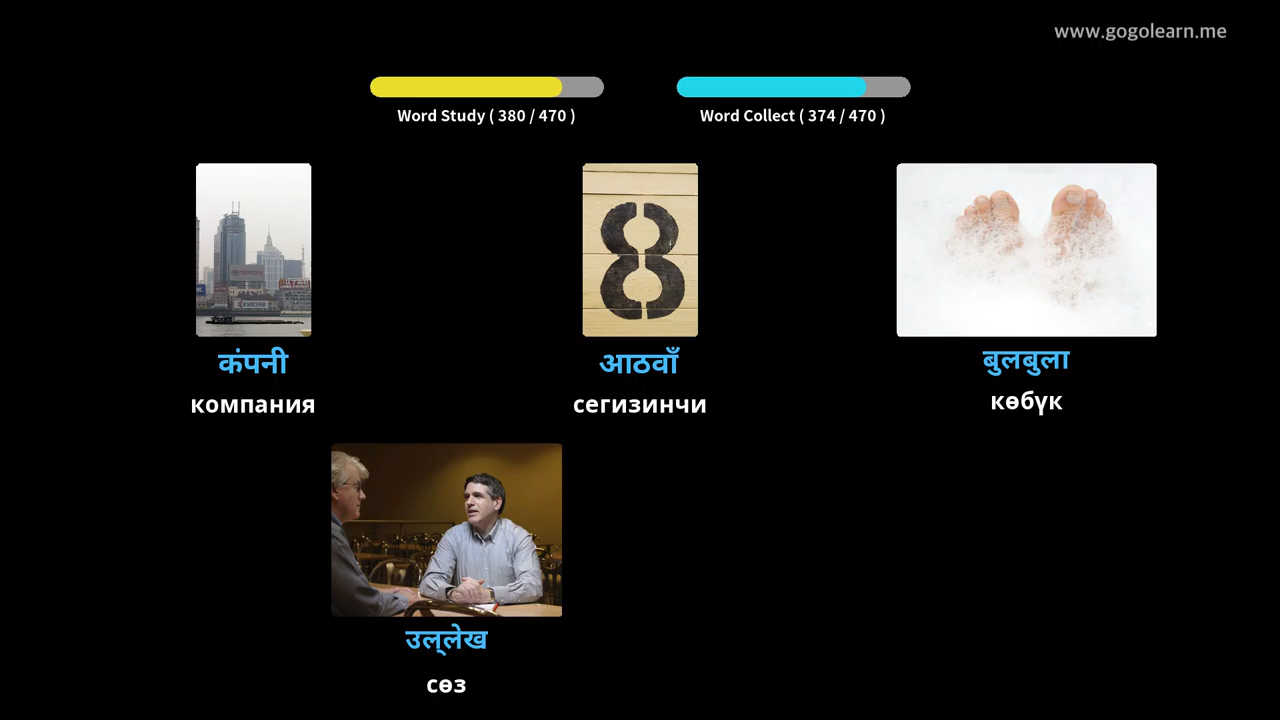 www.gogolearn.me
Word Study ( 380 / 470 )
Word Collect ( 374 / 470 )
8
कंपनी
компания
आठवाँ
сегизинчи
बुलबुला
көбүк
उल्लेख
сөз